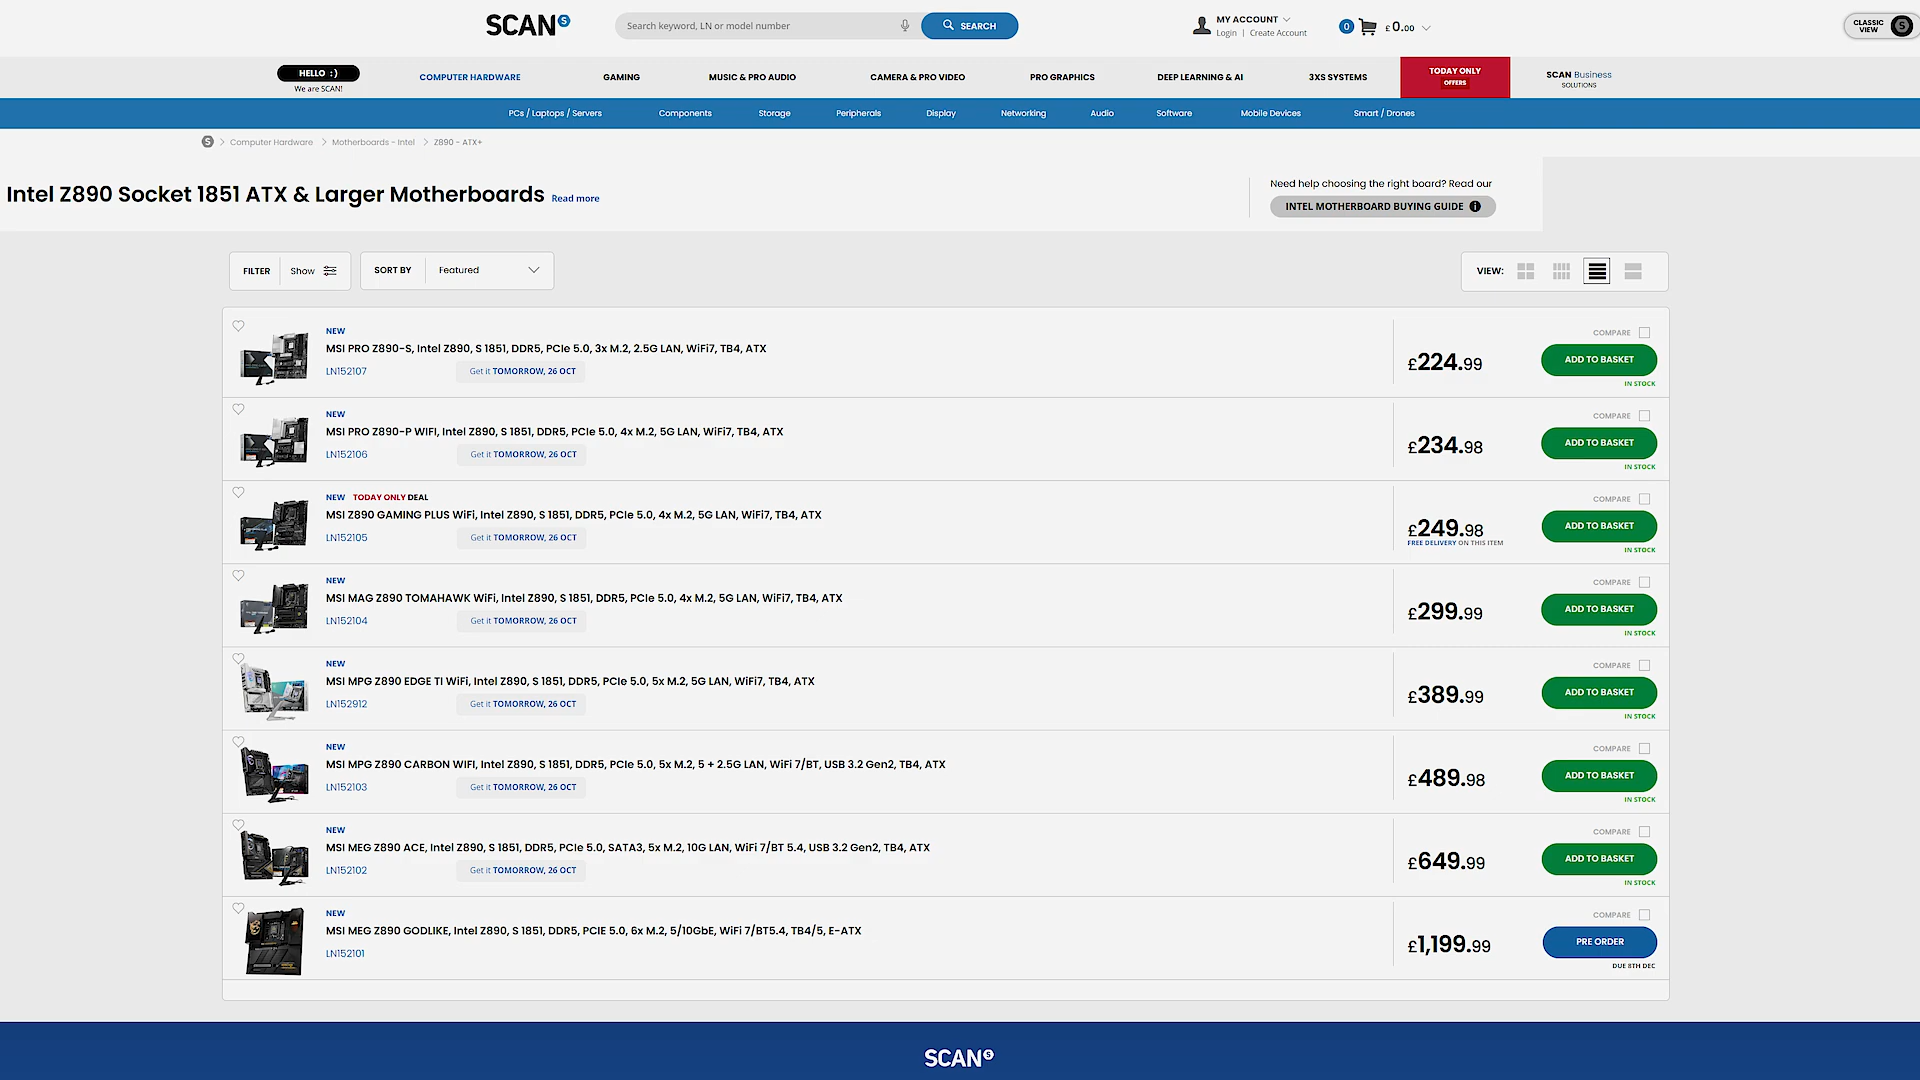 SCAN S
Search keyword, LN or model number
SEARCH
MY ACCOUNT
Login | Create Account
0
£ 0.00
CLASSIC VIEW S
HELLO :)
We are SCAN!
COMPUTER HARDWARE
GAMING
MUSIC & PRO AUDIO
CAMERA & PRO VIDEO
PRO GRAPHICS
DEEP LEARNING & AI
3XS SYSTEMS
TODAY ONLY
OFFERS
SCAN Business
SOLUTIONS
PCs / Laptops / Servers
Components
Storage
Peripherals
Display
Networking
Audio
Software
Mobile Devices
Smart / Drones
S > Computer Hardware > Motherboards - Intel > Z890 - ATX+
Intel Z890 Socket 1851 ATX & Larger Motherboards Read more
Need help choosing the right board? Read our
INTEL MOTHERBOARD BUYING GUIDE i
FILTER Show
SORT BY Featured
VIEW:
NEW
MSI PRO Z890-S, Intel Z890, S 1851, DDR5, PCIe 5.0, 3x M.2, 2.5G LAN, WiFi7, TB4, ATX
LN152107
Get it TOMORROW, 26 OCT
£224.99
COMPARE
ADD TO BASKET
IN STOCK
NEW
MSI PRO Z890-P WIFI, Intel Z890, S 1851, DDR5, PCIe 5.0, 4x M.2, 5G LAN, WiFi7, TB4, ATX
LN152106
Get it TOMORROW, 26 OCT
£234.98
COMPARE
ADD TO BASKET
IN STOCK
NEW TODAY ONLY DEAL
MSI Z890 GAMING PLUS WiFi, Intel Z890, S 1851, DDR5, PCIe 5.0, 4x M.2, 5G LAN, WiFi7, TB4, ATX
LN152105
Get it TOMORROW, 26 OCT
£249.98
FREE DELIVERY ON THIS ITEM
COMPARE
ADD TO BASKET
IN STOCK
NEW
MSI MAG Z890 TOMAHAWK WiFi, Intel Z890, S 1851, DDR5, PCIe 5.0, 4x M.2, 5G LAN, WiFi7, TB4, ATX
LN152104
Get it TOMORROW, 26 OCT
£299.99
COMPARE
ADD TO BASKET
IN STOCK
NEW
MSI MPG Z890 EDGE TI WiFi, Intel Z890, S 1851, DDR5, PCIe 5.0, 5x M.2, 5G LAN, WiFi7, TB4, ATX
LN152912
Get it TOMORROW, 26 OCT
£389.99
COMPARE
ADD TO BASKET
IN STOCK
NEW
MSI MPG Z890 CARBON WIFI, Intel Z890, S 1851, DDR5, PCIe 5.0, 5x M.2, 5 + 2.5G LAN, WiFi 7/BT, USB 3.2 Gen2, TB4, ATX
LN152103
Get it TOMORROW, 26 OCT
£489.98
COMPARE
ADD TO BASKET
IN STOCK
NEW
MSI MEG Z890 ACE, Intel Z890, S 1851, DDR5, PCIe 5.0, SATA3, 5x M.2, 10G LAN, WiFi 7/BT 5.4, USB 3.2 Gen2, TB4, ATX
LN152102
Get it TOMORROW, 26 OCT
£649.99
COMPARE
ADD TO BASKET
IN STOCK
NEW
MSI MEG Z890 GODLIKE, Intel Z890, S 1851, DDR5, PCIE 5.0, 6x M.2, 5/10GbE, WiFi 7/BT5.4, TB4/5, E-ATX
LN152101
£1,199.99
COMPARE
PRE ORDER
DUE 8TH DEC
SCAN S